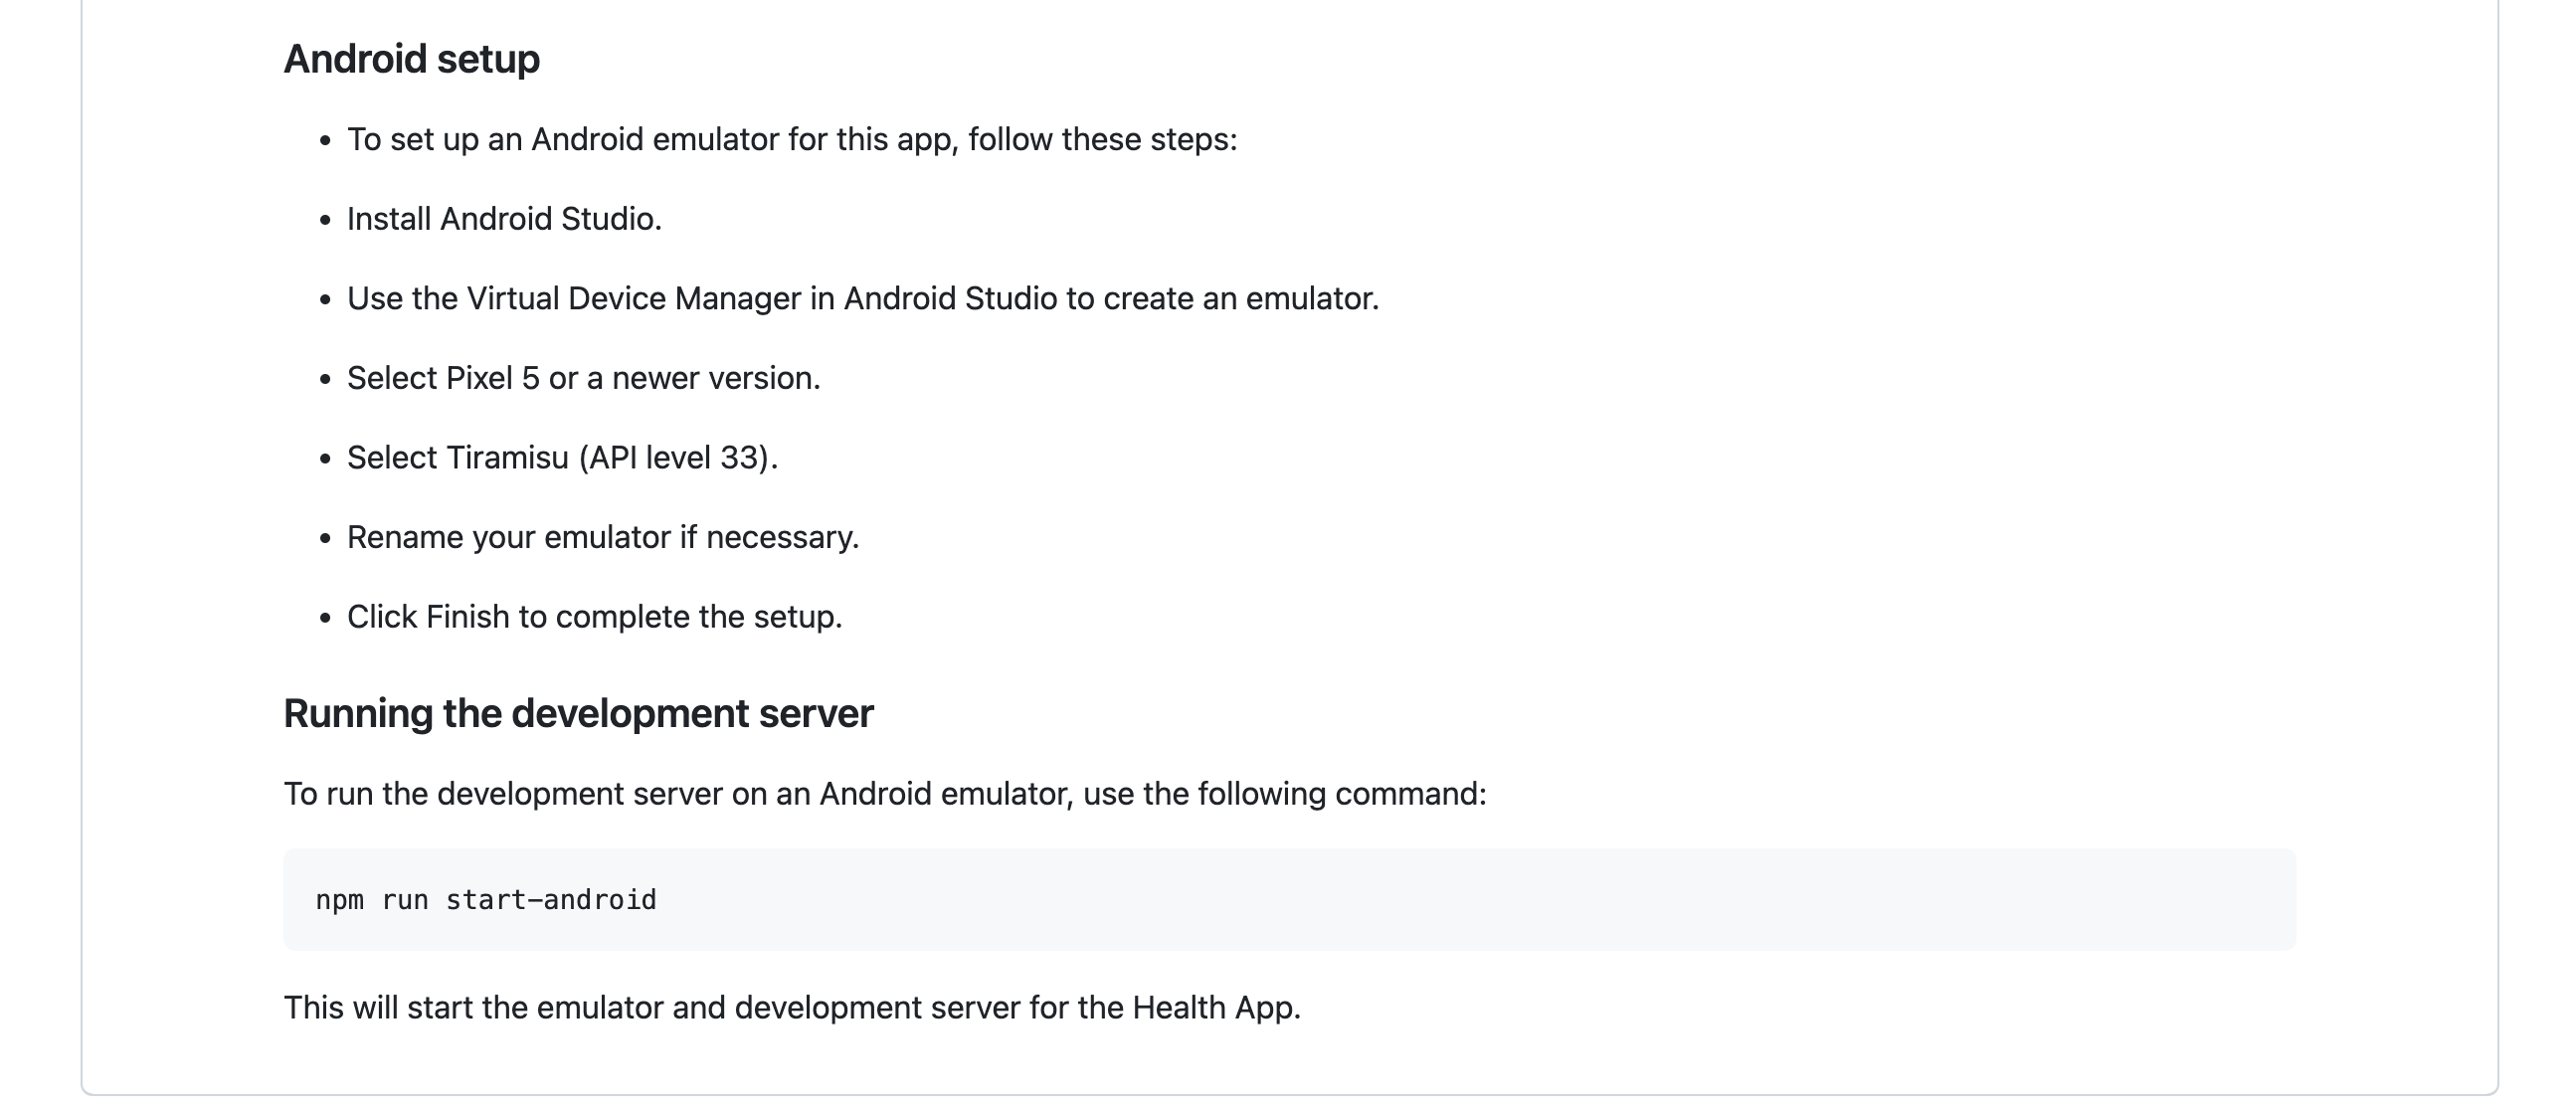 Android setup
• To set up an Android emulator for this app, follow these steps:
• Install Android Studio.
• Use the Virtual Device Manager in Android Studio to create an emulator.
• Select Pixel 5 or a newer version.
• Select Tiramisu (API level 33).
• Rename your emulator if necessary.
• Click Finish to complete the setup.
Running the development server
To run the development server on an Android emulator, use the following command:
npm run start-android
This will start the emulator and development server for the Health App.